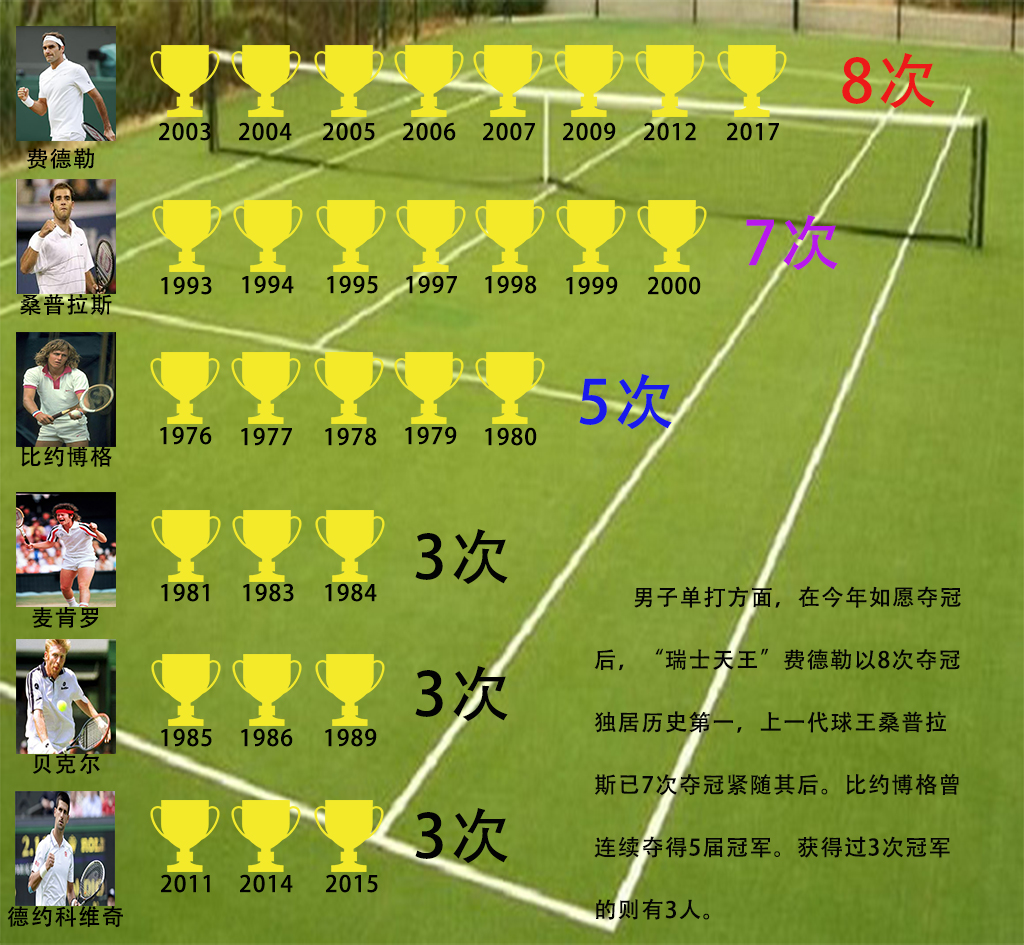 2003 2004 2005 2006 2007 2009 2012 2017
8次
费德勒
1993 1994 1995 1997 1998 1999 2000
7次
桑普拉斯
1976 1977 1978 1979 1980
5次
比约博格
1981 1983 1984
3次
麦肯罗
1985 1986 1989
3次
贝克尔
2011 2014 2015
3次
德约科维奇
男子单打方面，在今年如愿夺冠
后，“瑞士天王”费德勒以8次夺冠
独居历史第一，上一代球王桑普拉
斯已7次夺冠紧随其后。比约博格曾
连续夺得5届冠军。获得过3次冠军
的则有3人。